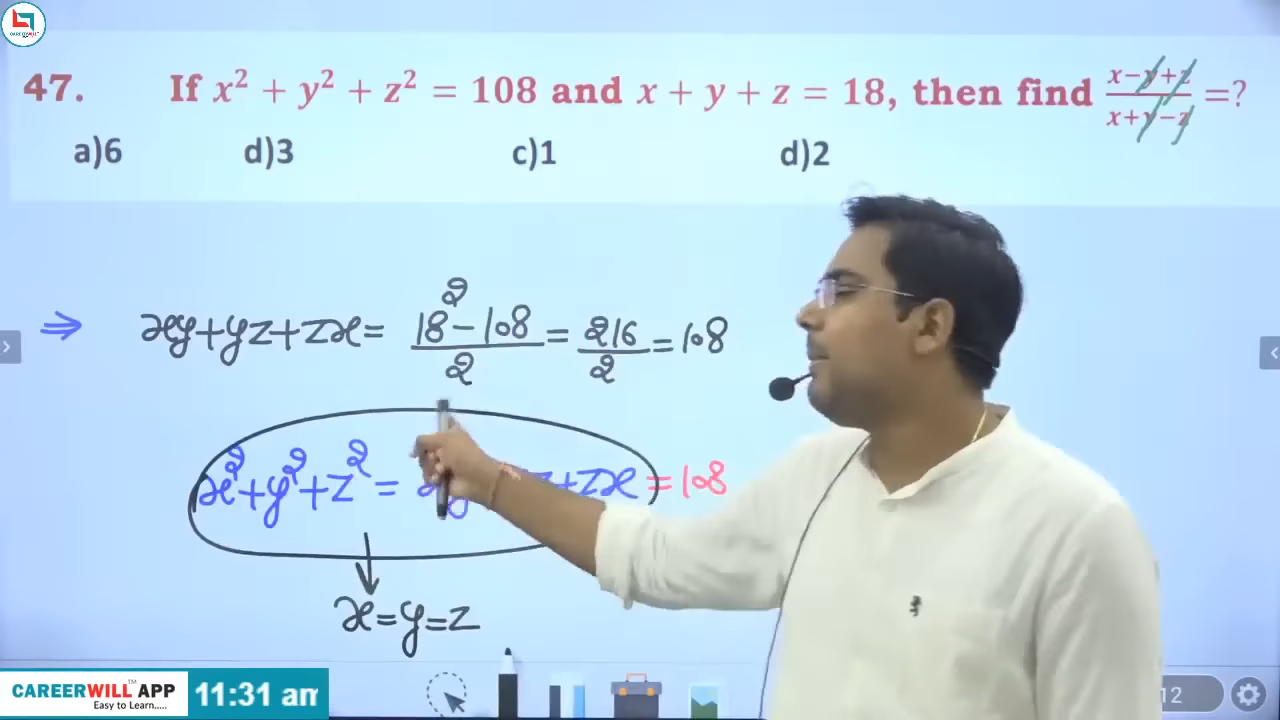 CAREERWILL
47. If x² + y² + z² = 108 and x + y + z = 18, then find (x−y+z)/(x+y−z) =?
a)6 d)3 c)1 d)2
⇒ xy+yz+zx = (18²−108)/2 = 216/2 = 108
x²+y²+z² = +zx = 108
x=y=z
CAREERWILL™ APP
Easy to Learn.....
11:31 am
12